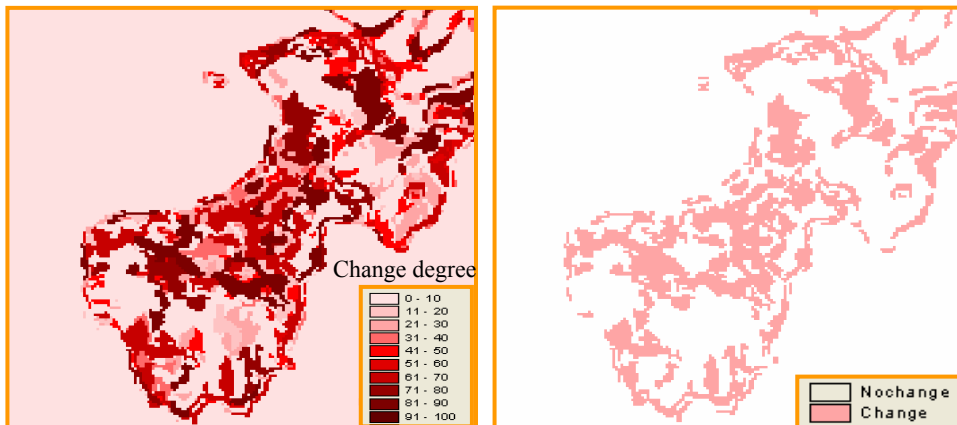 Change degree
0 - 10
11 - 20
21 - 30
31 - 40
41 - 50
51 - 60
61 - 70
71 - 80
81 - 90
91 - 100
Nochange
Change